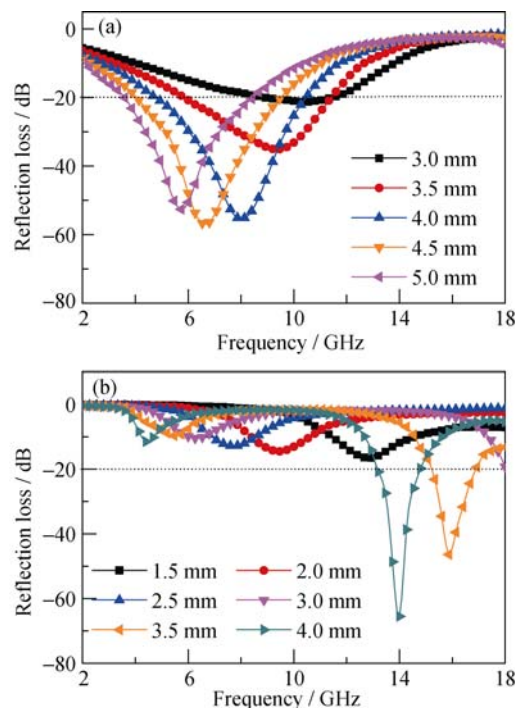 (a)
0
−20
−40
−60
−80
Reflection loss / dB
3.0 mm
3.5 mm
4.0 mm
4.5 mm
5.0 mm
2 6 10 14 18
Frequency / GHz
(b)
0
−20
−40
−60
−80
Reflection loss / dB
1.5 mm 2.0 mm
2.5 mm 3.0 mm
3.5 mm 4.0 mm
2 6 10 14 18
Frequency / GHz